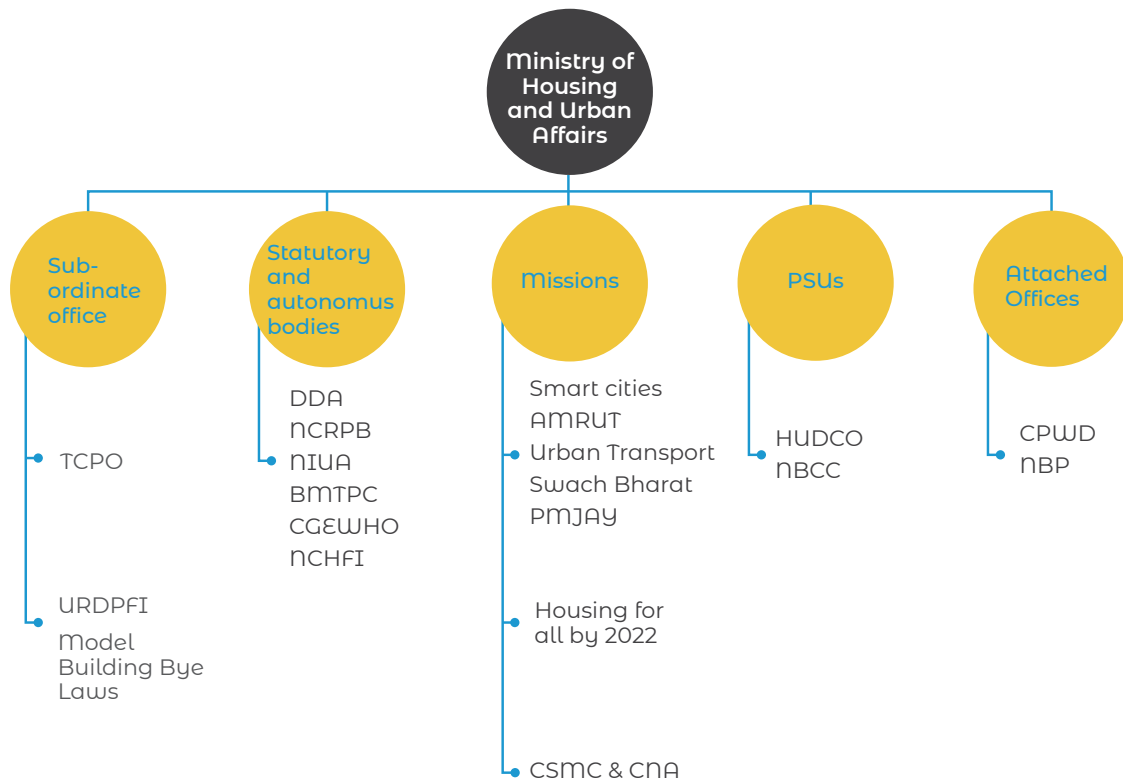 Ministry of
Housing
and Urban
Affairs
Sub-
ordinate
office
Statutory
and
autonomus
bodies
Missions
PSUs
Attached
Offices
TCPO
URDPFI
Model
Building Bye
Laws
DDA
NCRPB
NIUA
BMTPC
CGEWHO
NCHFI
Smart cities
AMRUT
Urban Transport
Swach Bharat
PMJAY
Housing for
all by 2022
CSMC & CNA
HUDCO
NBCC
CPWD
NBP